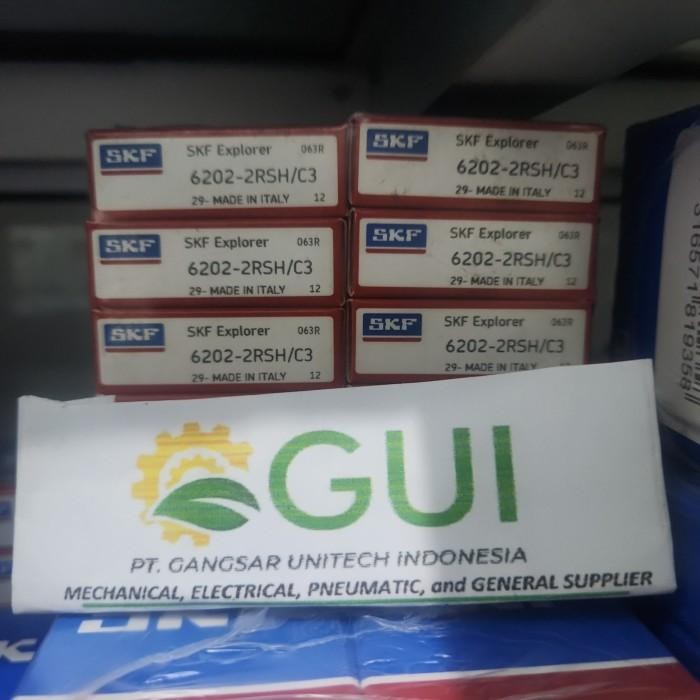 SKF SKF Explorer 063R
6202-2RSH/C3
29- MADE IN ITALY 12
SKF SKF Explorer 063R
6202-2RSH/C3
29- MADE IN ITALY 12
SKF SKF Explorer 063R
6202-2RSH/C3
29- MADE IN ITALY 12
SKF SKF Explorer 063R
6202-2RSH/C3
29- MADE IN ITALY 12
SKF SKF Explorer 063R
6202-2RSH/C3
29- MADE IN ITALY 12
SKF SKF Explorer 063R
6202-2RSH/C3
29- MADE IN ITALY
GUI
PT. GANGSAR UNITECH INDONESIA
MECHANICAL, ELECTRICAL, PNEUMATIC, and GENERAL SUPPLIER